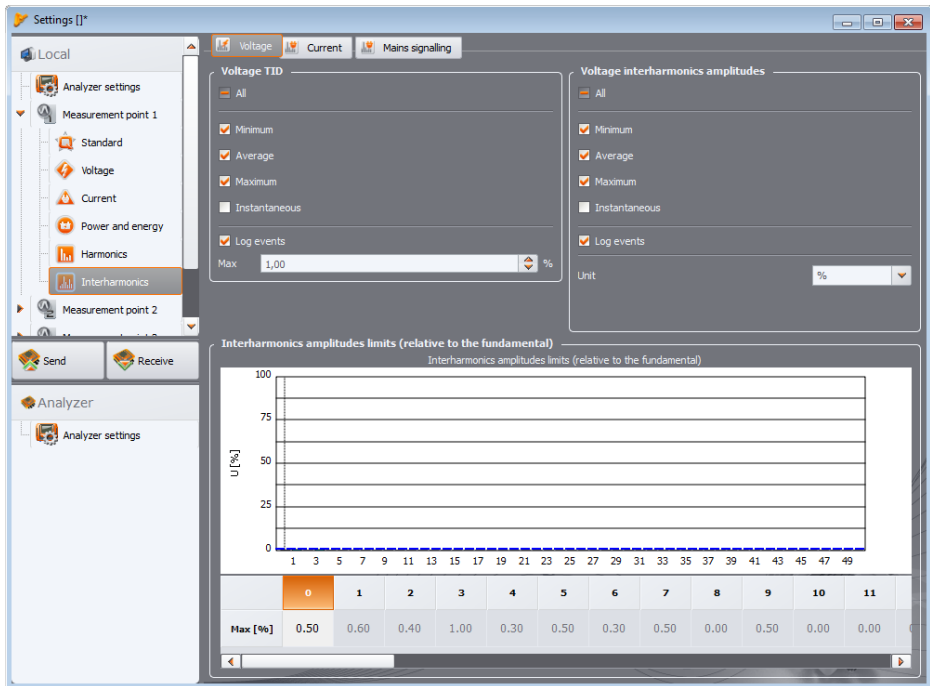 Settings []*
Local
Analyzer settings
Measurement point 1
Standard
Voltage
Current
Power and energy
Harmonics
Interharmonics
Measurement point 2
Send
Receive
Analyzer
Analyzer settings
Voltage
Current
Mains signalling
Voltage TID
All
Minimum
Average
Maximum
Instantaneous
Log events
Max 1,00 %
Voltage interharmonics amplitudes
All
Minimum
Average
Maximum
Instantaneous
Log events
Unit %
Interharmonics amplitudes limits (relative to the fundamental)
Interharmonics amplitudes limits (relative to the fundamental)
U [%]
100
75
50
25
0
1 3 5 7 9 11 13 15 17 19 21 23 25 27 29 31 33 35 37 39 41 43 45 47 49
0 1 2 3 4 5 6 7 8 9 10 11
Max [%] 0.50 0.60 0.40 1.00 0.30 0.50 0.30 0.50 0.00 0.50 0.00 0.00